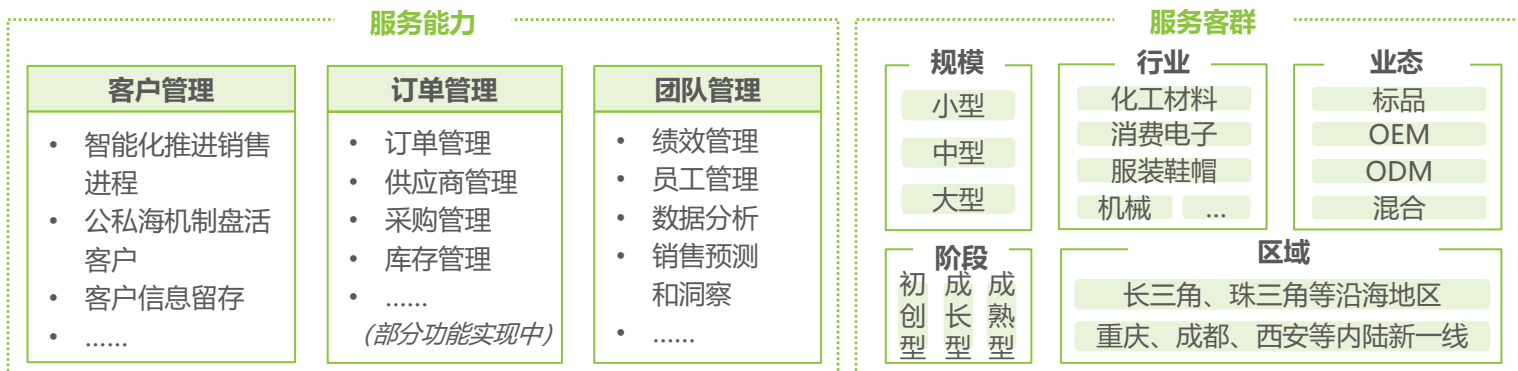 服务能力
客户管理
• 智能化推进销售
进程
• 公私海机制盘活
客户
• 客户信息留存
• ......
订单管理
• 订单管理
• 供应商管理
• 采购管理
• 库存管理
• ......
(部分功能实现中)
团队管理
• 绩效管理
• 员工管理
• 数据分析
• 销售预测
和洞察
• ......
服务客群
规模
小型
中型
大型
行业
化工材料
消费电子
服装鞋帽
机械 ...
业态
标品
OEM
ODM
混合
阶段
初创型
成长型
成熟型
区域
长三角、珠三角等沿海地区
重庆、成都、西安等内陆新一线